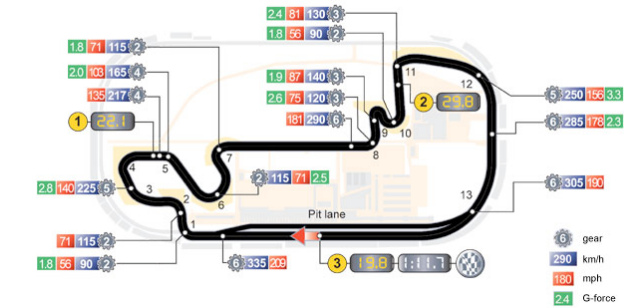 2.4 81 130 3
1.8 56 90 2
1.8 71 115 2
2.0 103 165 4
135 217 4
1 22.1
1.9 87 140 3
2.6 75 120 3
181 290 6
11
12
2 29.8
5 250 156 3.3
6 285 178 2.3
9 10
8
7
4 5
2.8 140 225 5
3
2
6
2 115 71 2.5
13
6 305 190
Pit lane
1
71 115 2
1.8 56 90 2
6 335 209
3 19.8 1:11.7
6 gear
290 km/h
180 mph
2.4 G-force